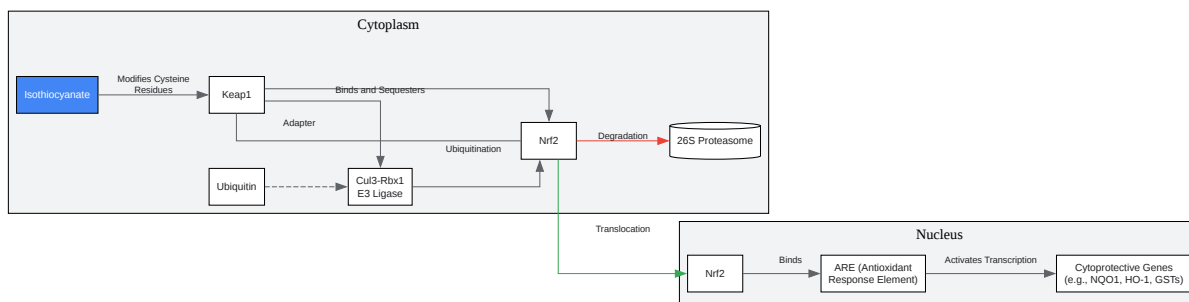 Cytoplasm
Isothiocyanate
Modifies Cysteine
Residues
Keap1
Binds and Sequesters
Adapter
Ubiquitination
Nrf2
Degradation
26S Proteasome
Ubiquitin
Cul3-Rbx1
E3 Ligase
Translocation
Nucleus
Nrf2
Binds
ARE (Antioxidant
Response Element)
Activates Transcription
Cytoprotective Genes
(e.g., NQO1, HO-1, GSTs)